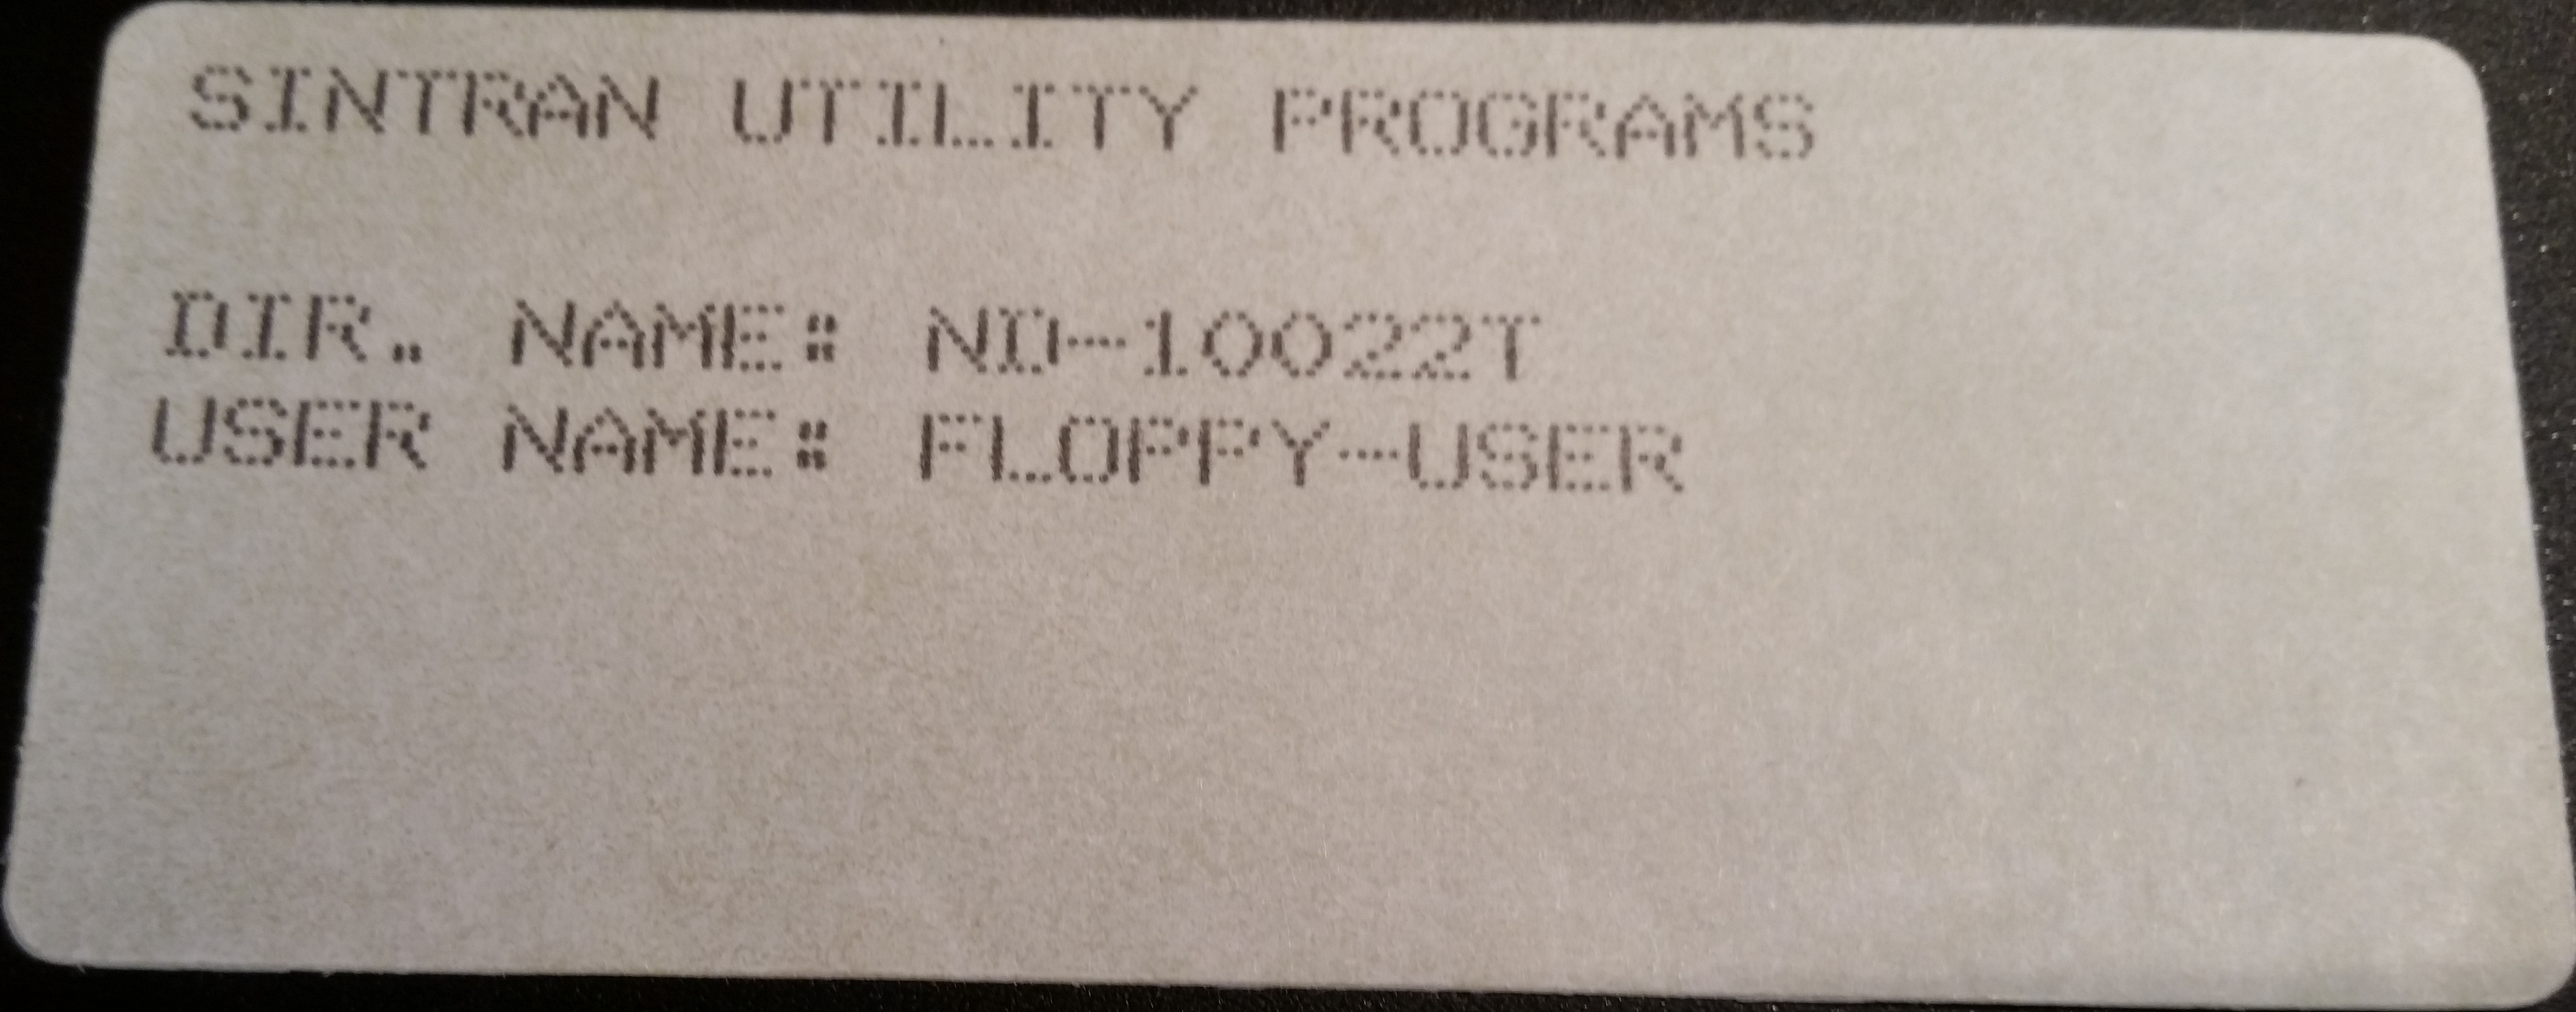 SINTRAN UTILITY PROGRAMS
DIR. NAME: ND-10022T
USER NAME: FLOPPY-USER